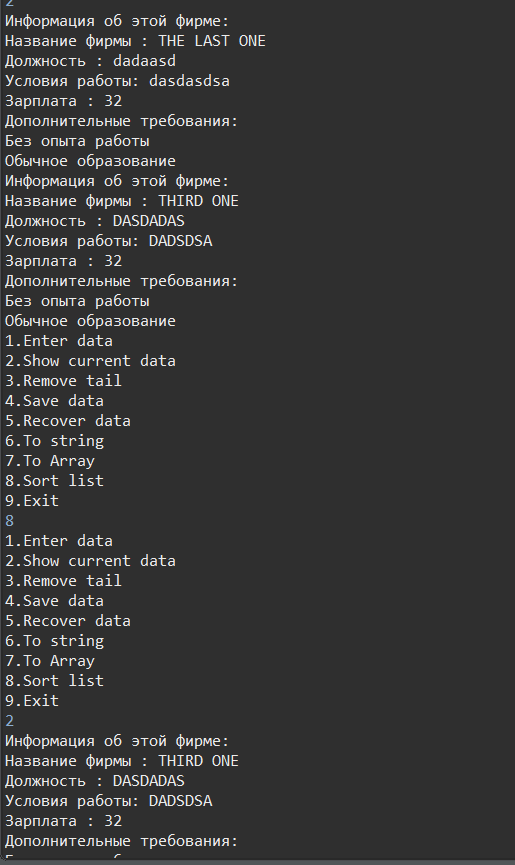 2
Информация об этой фирме:
Название фирмы : THE LAST ONE
Должность : dadaasd
Условия работы: dasdasdsa
Зарплата : 32
Дополнительные требования:
Без опыта работы
Обычное образование
Информация об этой фирме:
Название фирмы : THIRD ONE
Должность : DASDADAS
Условия работы: DADSDSA
Зарплата : 32
Дополнительные требования:
Без опыта работы
Обычное образование
1.Enter data
2.Show current data
3.Remove tail
4.Save data
5.Recover data
6.To string
7.To Array
8.Sort list
9.Exit
8
1.Enter data
2.Show current data
3.Remove tail
4.Save data
5.Recover data
6.To string
7.To Array
8.Sort list
9.Exit
2
Информация об этой фирме:
Название фирмы : THIRD ONE
Должность : DASDADAS
Условия работы: DADSDSA
Зарплата : 32
Дополнительные требования: